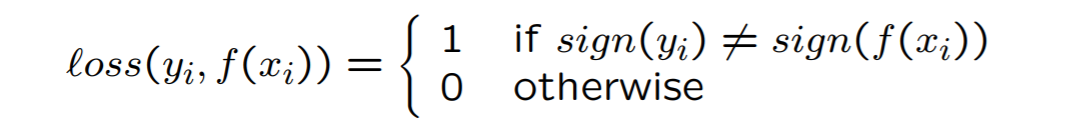 ℓoss(yᵢ, f(xᵢ)) = { 1 if sign(yᵢ) ≠ sign(f(xᵢ))
0 otherwise